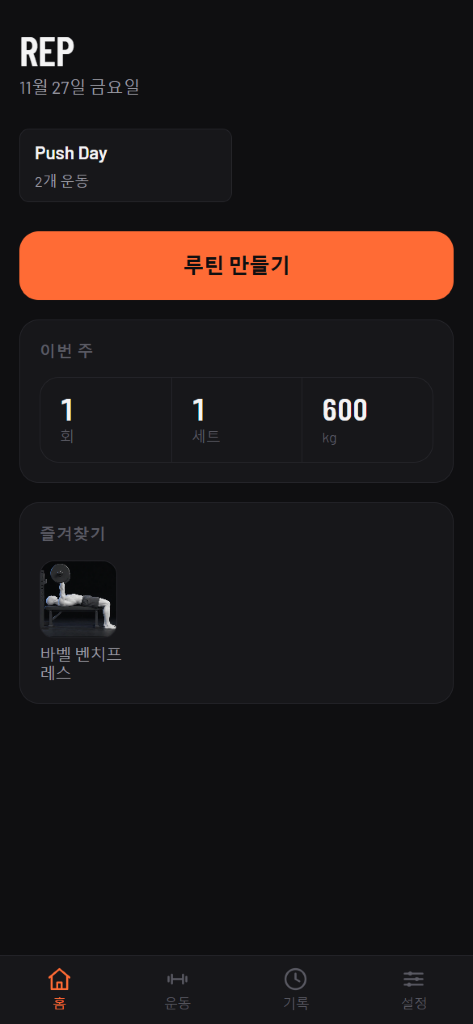 REP
11월 27일 금요일
Push Day
2개 운동
루틴 만들기
이번 주
1
회
1
세트
600
kg
즐겨찾기
바벨 벤치프
레스
홈
운동
기록
설정